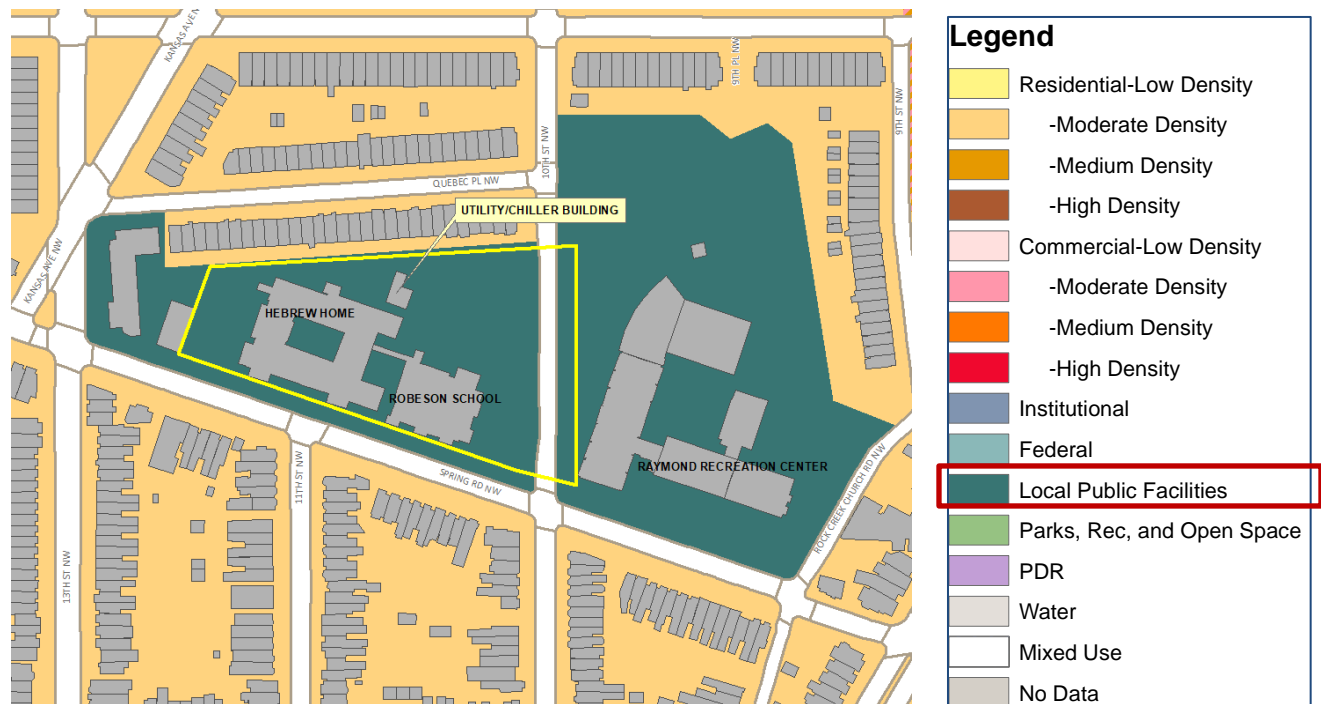 KANSAS AVE
KANSAS AVE NW
9TH PL NW
9TH ST NW
10TH ST NW
QUEBEC PL NW
UTILITY/CHILLER BUILDING
KANSAS AVE NW
HEBREW HOME
ROBESON SCHOOL
RAYMOND RECREATION CENTER
SPRING RD NW
11TH ST NW
13TH ST NW
ROCK CREEK CHURCH RD NW
Legend
Residential-Low Density
-Moderate Density
-Medium Density
-High Density
Commercial-Low Density
-Moderate Density
-Medium Density
-High Density
Institutional
Federal
Local Public Facilities
Parks, Rec, and Open Space
PDR
Water
Mixed Use
No Data